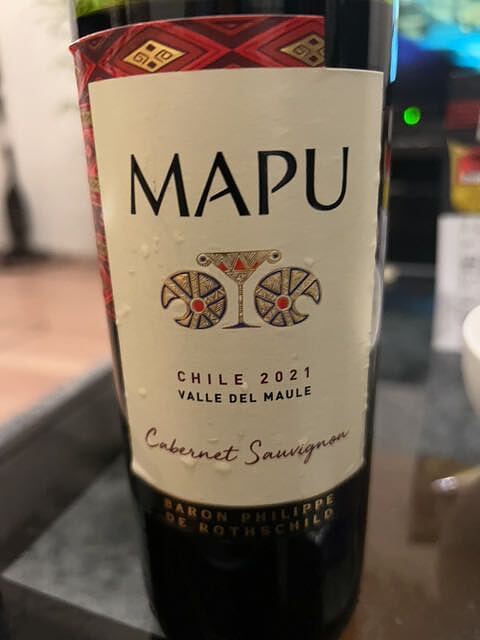 MAPU
CHILE 2021
VALLE DEL MAULE
Cabernet Sauvignon
BARON PHILIPPE
DE ROTHSCHILD